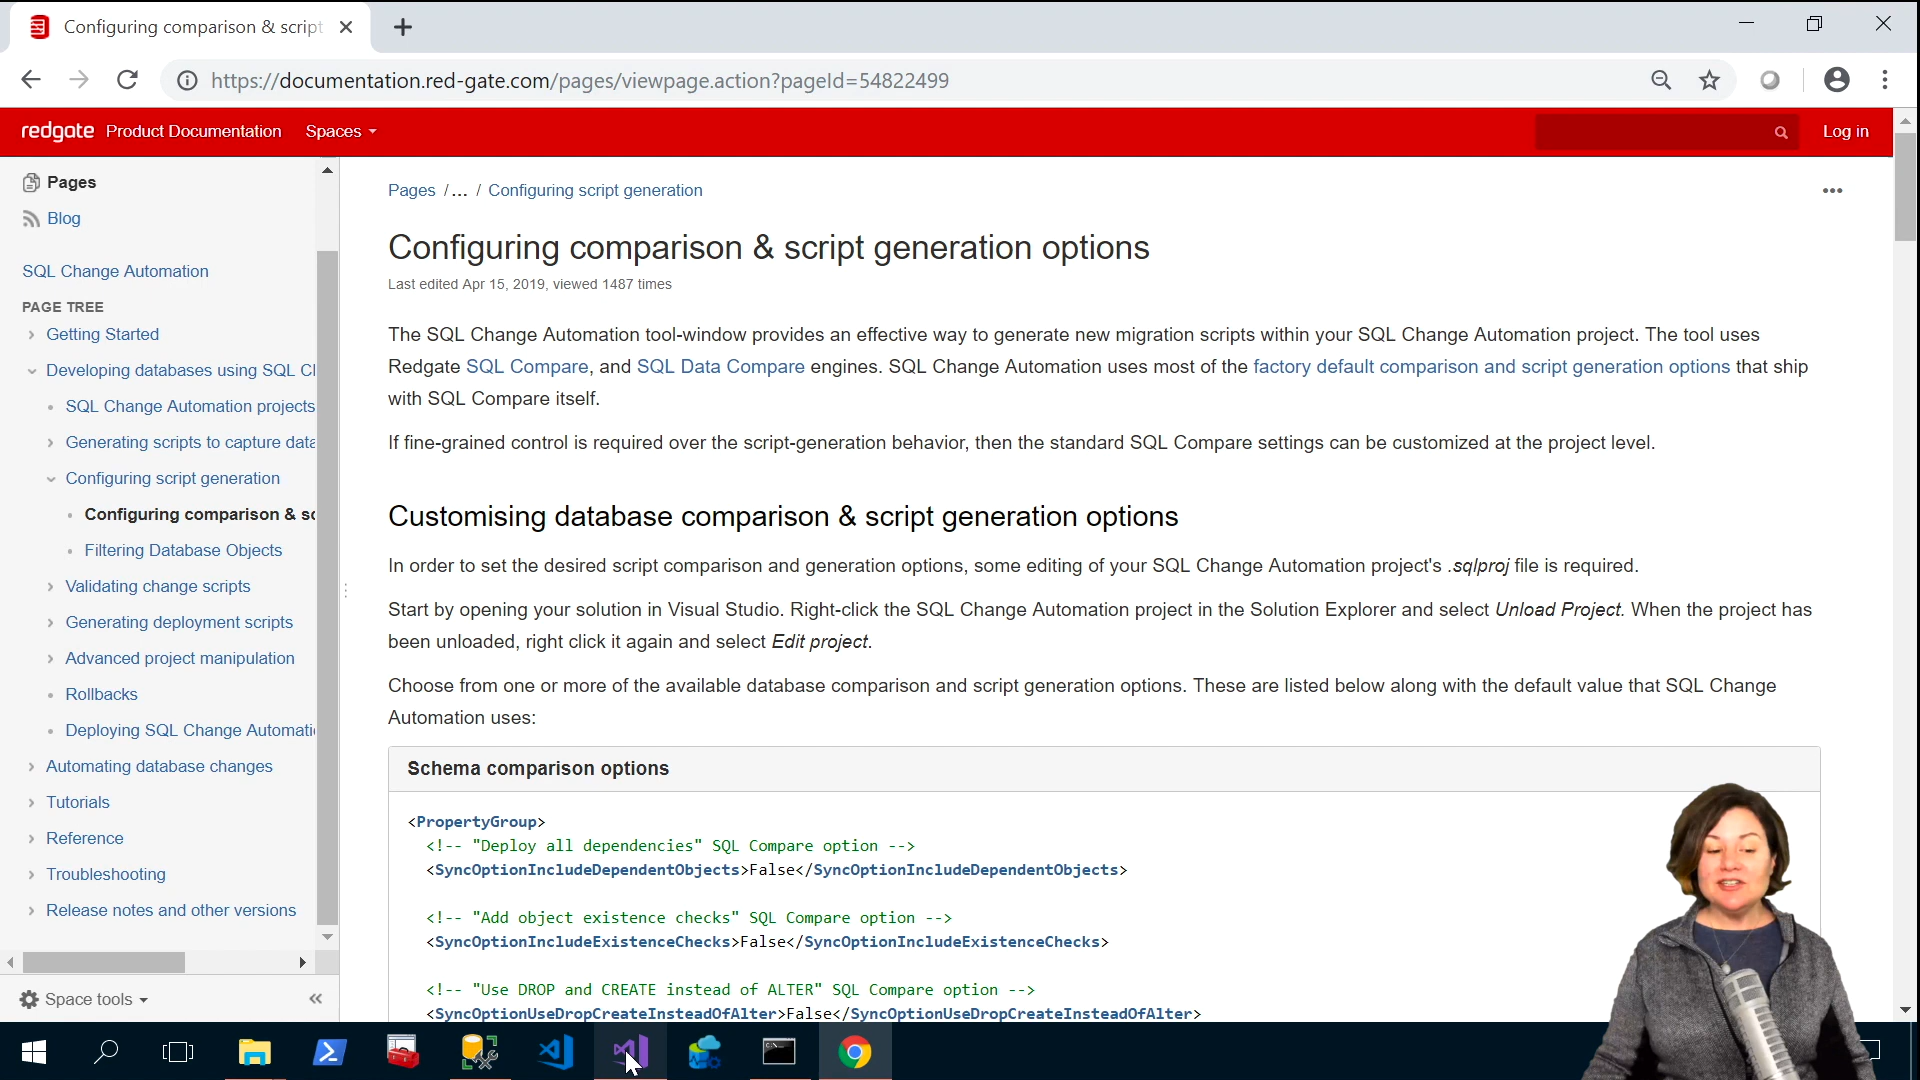 Configuring comparison & script
https://documentation.red-gate.com/pages/viewpage.action?pageId=54822499
redgate Product Documentation Spaces Log in
Pages
Blog
SQL Change Automation
PAGE TREE
Getting Started
Developing databases using SQL Cl
SQL Change Automation projects
Generating scripts to capture data
Configuring script generation
Configuring comparison & sc
Filtering Database Objects
Validating change scripts
Generating deployment scripts
Advanced project manipulation
Rollbacks
Deploying SQL Change Automati
Automating database changes
Tutorials
Reference
Troubleshooting
Release notes and other versions
Space tools
Pages /... / Configuring script generation
Configuring comparison & script generation options
Last edited Apr 15, 2019, viewed 1487 times
The SQL Change Automation tool-window provides an effective way to generate new migration scripts within your SQL Change Automation project. The tool uses
Redgate SQL Compare, and SQL Data Compare engines. SQL Change Automation uses most of the factory default comparison and script generation options that ship
with SQL Compare itself.
If fine-grained control is required over the script-generation behavior, then the standard SQL Compare settings can be customized at the project level.
Customising database comparison & script generation options
In order to set the desired script comparison and generation options, some editing of your SQL Change Automation project's .sqlproj file is required.
Start by opening your solution in Visual Studio. Right-click the SQL Change Automation project in the Solution Explorer and select Unload Project. When the project has
been unloaded, right click it again and select Edit project.
Choose from one or more of the available database comparison and script generation options. These are listed below along with the default value that SQL Change
Automation uses:
Schema comparison options
<PropertyGroup>
<!-- "Deploy all dependencies" SQL Compare option -->
<SyncOptionIncludeDependentObjects>False</SyncOptionIncludeDependentObjects>
<!-- "Add object existence checks" SQL Compare option -->
<SyncOptionIncludeExistenceChecks>False</SyncOptionIncludeExistenceChecks>
<!-- "Use DROP and CREATE instead of ALTER" SQL Compare option -->
<SyncOptionUseDropCreateInsteadOfAlter>False</SyncOptionUseDropCreateInsteadOfAlter>